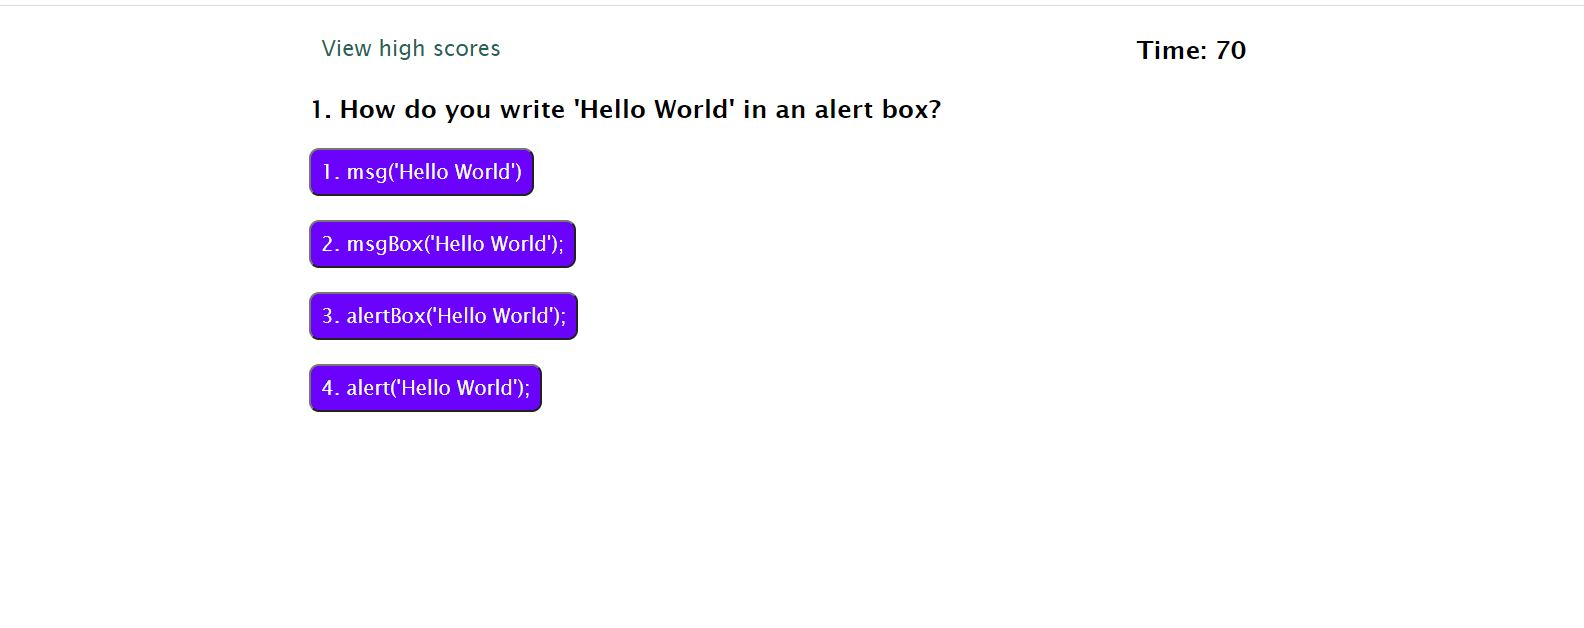 View high scores
Time: 70
1. How do you write 'Hello World' in an alert box?
1. msg('Hello World')
2. msgBox('Hello World');
3. alertBox('Hello World');
4. alert('Hello World');